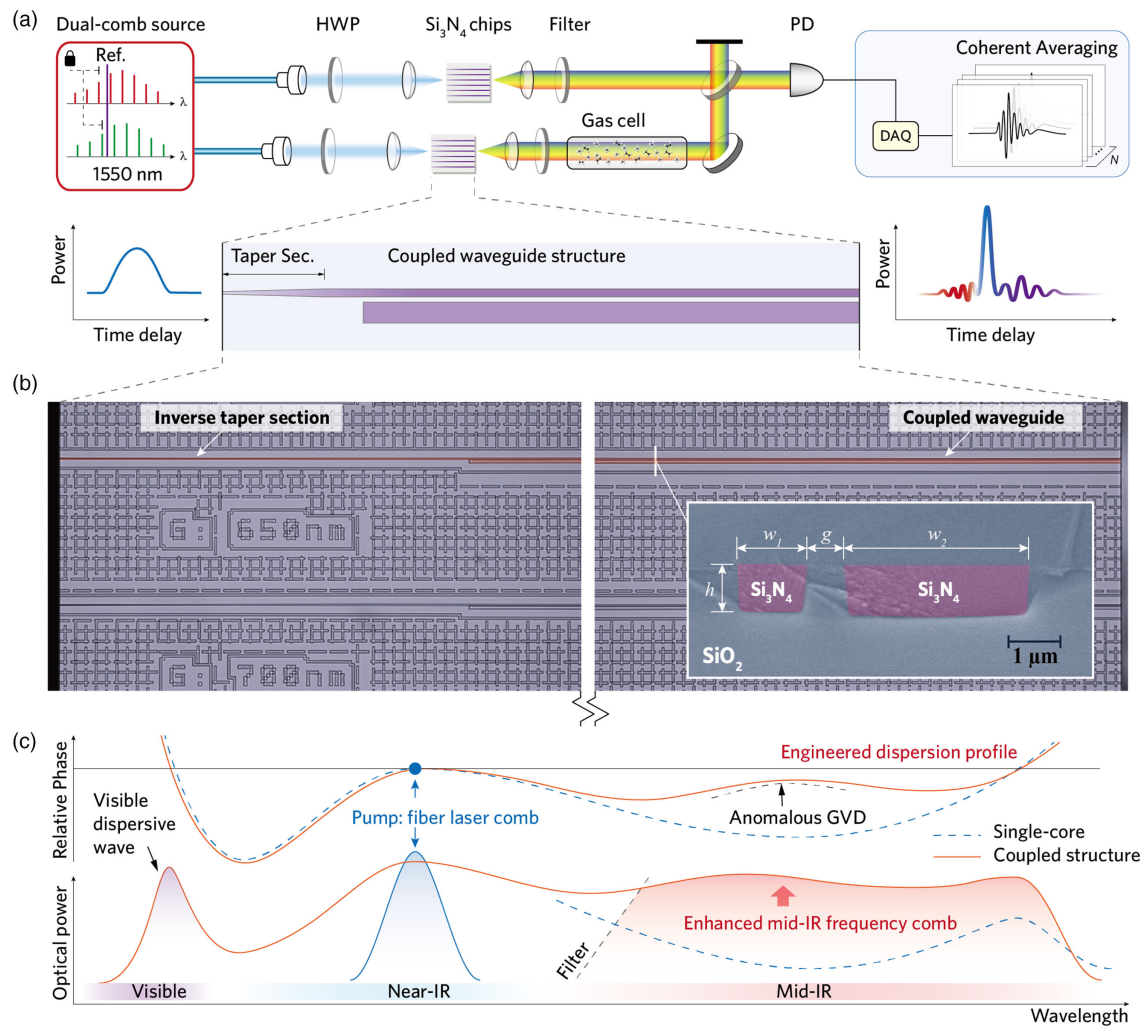 (a)
Dual-comb source
HWP
Si₃N₄ chips
Filter
PD
Coherent Averaging
Ref.
λ
λ
1550 nm
Gas cell
DAQ
N
Power
Time delay
Taper Sec.
Coupled waveguide structure
Power
Time delay
(b)
Inverse taper section
Coupled waveguide
G: 650nm
G: 700nm
w₁
g
w₂
h
Si₃N₄
Si₃N₄
SiO₂
1 μm
(c)
Relative Phase
Engineered dispersion profile
Visible
dispersive
wave
Pump: fiber laser comb
Anomalous GVD
Single-core
Coupled structure
Optical power
Enhanced mid-IR frequency comb
Filter
Visible
Near-IR
Mid-IR
Wavelength